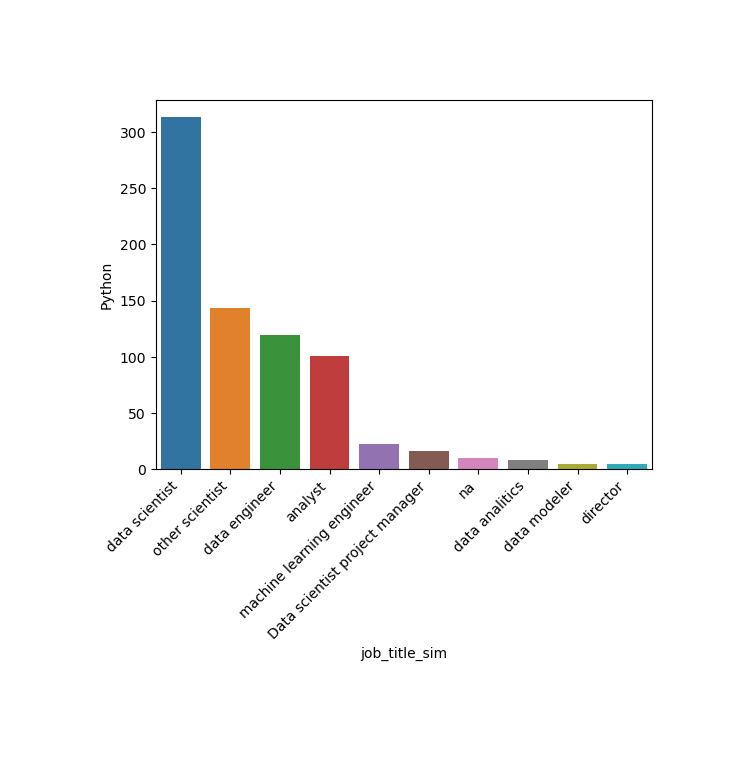 300
250
200
150
100
50
0
Python
data scientist
other scientist
data engineer
analyst
machine learning engineer
Data scientist project manager
na
data analitics
data modeler
director
job_title_sim